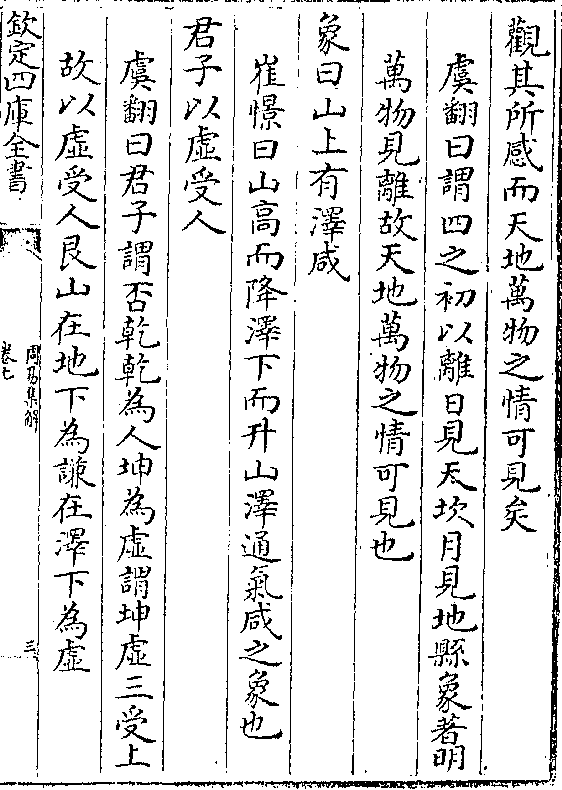 觀其所感而天地萬物之情可見矣
虞翻曰謂四之初以離日見天坎月見地縣象著明
萬物見離故天地萬物之情可見也
象曰山上有澤咸
崔憬曰山高而降澤下而升山澤通氣咸之象也
君子以虛受人
虞翻曰君子謂否乾乾為人坤為虛謂坤虛三受上
故以虛受人艮山在地下為謙在澤下為虛
欽定四庫全書
周易集解
卷七
三